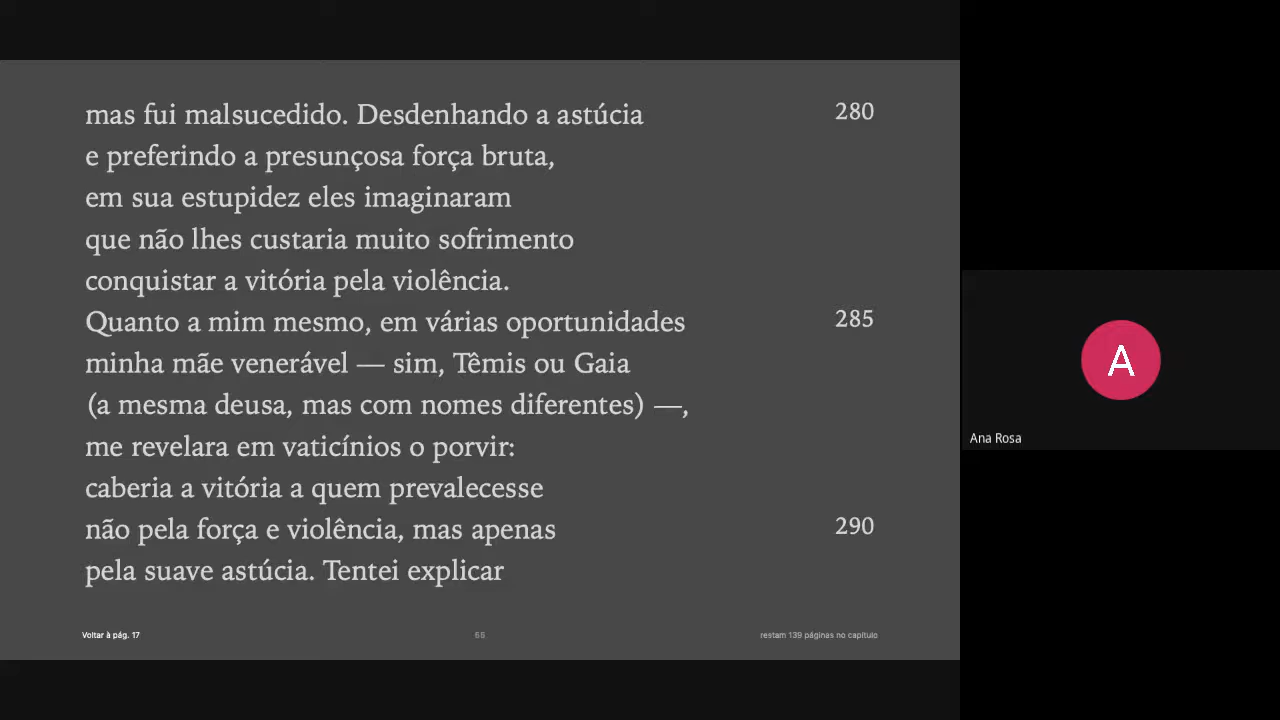 mas fui malsucedido. Desdenhando a astúcia 280
e preferindo a presunçosa força bruta,
em sua estupidez eles imaginaram
que não lhes custaria muito sofrimento
conquistar a vitória pela violência.
Quanto a mim mesmo, em várias oportunidades 285
minha mãe venerável — sim, Têmis ou Gaia
(a mesma deusa, mas com nomes diferentes) —,
me revelara em vaticínios o porvir:
caberia a vitória a quem prevalecesse
não pela força e violência, mas apenas 290
pela suave astúcia. Tentei explicar
Voltar à pág. 17
restam 139 páginas no capítulo
A
Ana Rosa